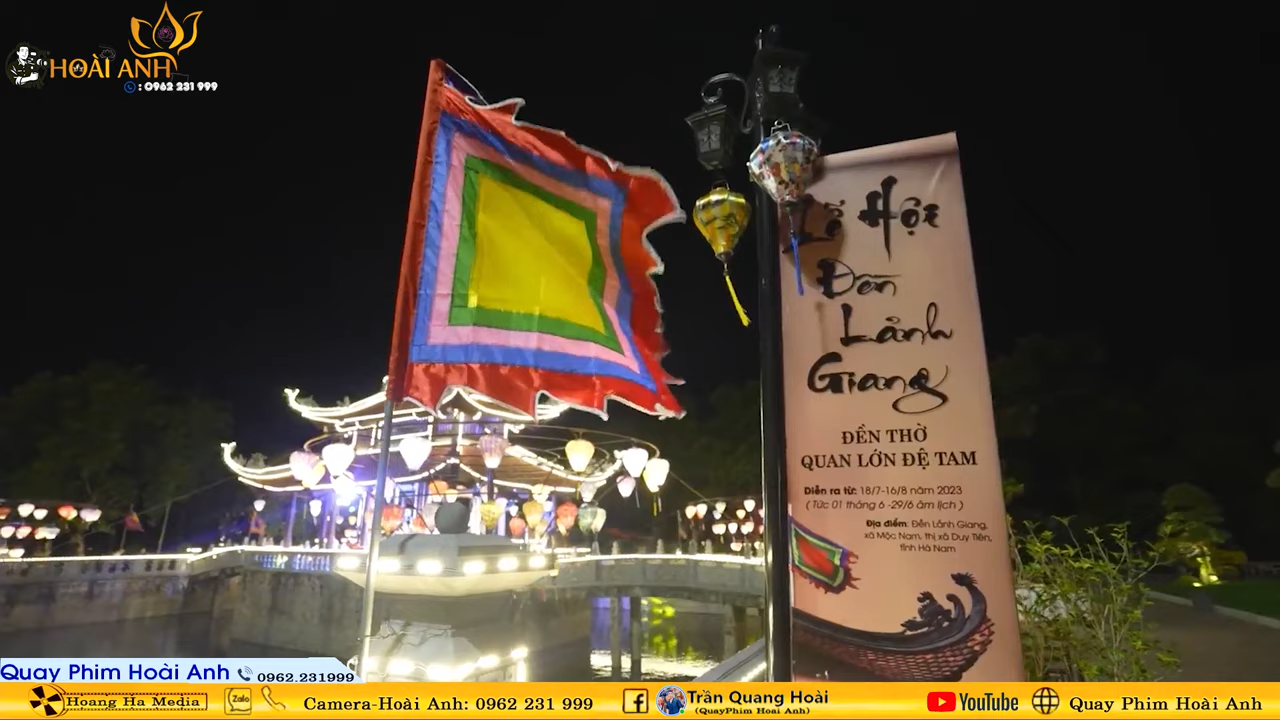 HOÀI ANH
: 0962 231 999
Lễ Hội
Đền
Lảnh
Giang
ĐỀN THỜ
QUAN LỚN ĐỆ TAM
Diễn ra từ: 18/7-16/8 năm 2023
( Tức 01 tháng 6 -29/6 âm lịch )
Địa điểm: Đền Lảnh Giang,
xã Mộc Nam, thị xã Duy Tiên,
tỉnh Hà Nam
Quay Phim Hoài Anh 0962.231999
Hoang Ha Media
Zalo
Camera-Hoài Anh: 0962 231 999
Trần Quang Hoài
(QuayPhim Hoai Anh)
YouTube
Quay Phim Hoài Anh